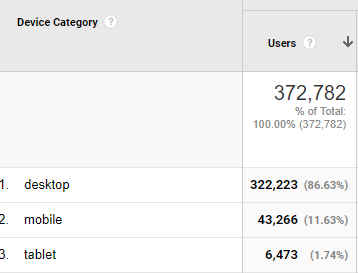 Device Category ?
Users ?
372,782
% of Total:
100.00% (372,782)
1. desktop 322,223 (86.63%)
2. mobile 43,266 (11.63%)
3. tablet 6,473 (1.74%)